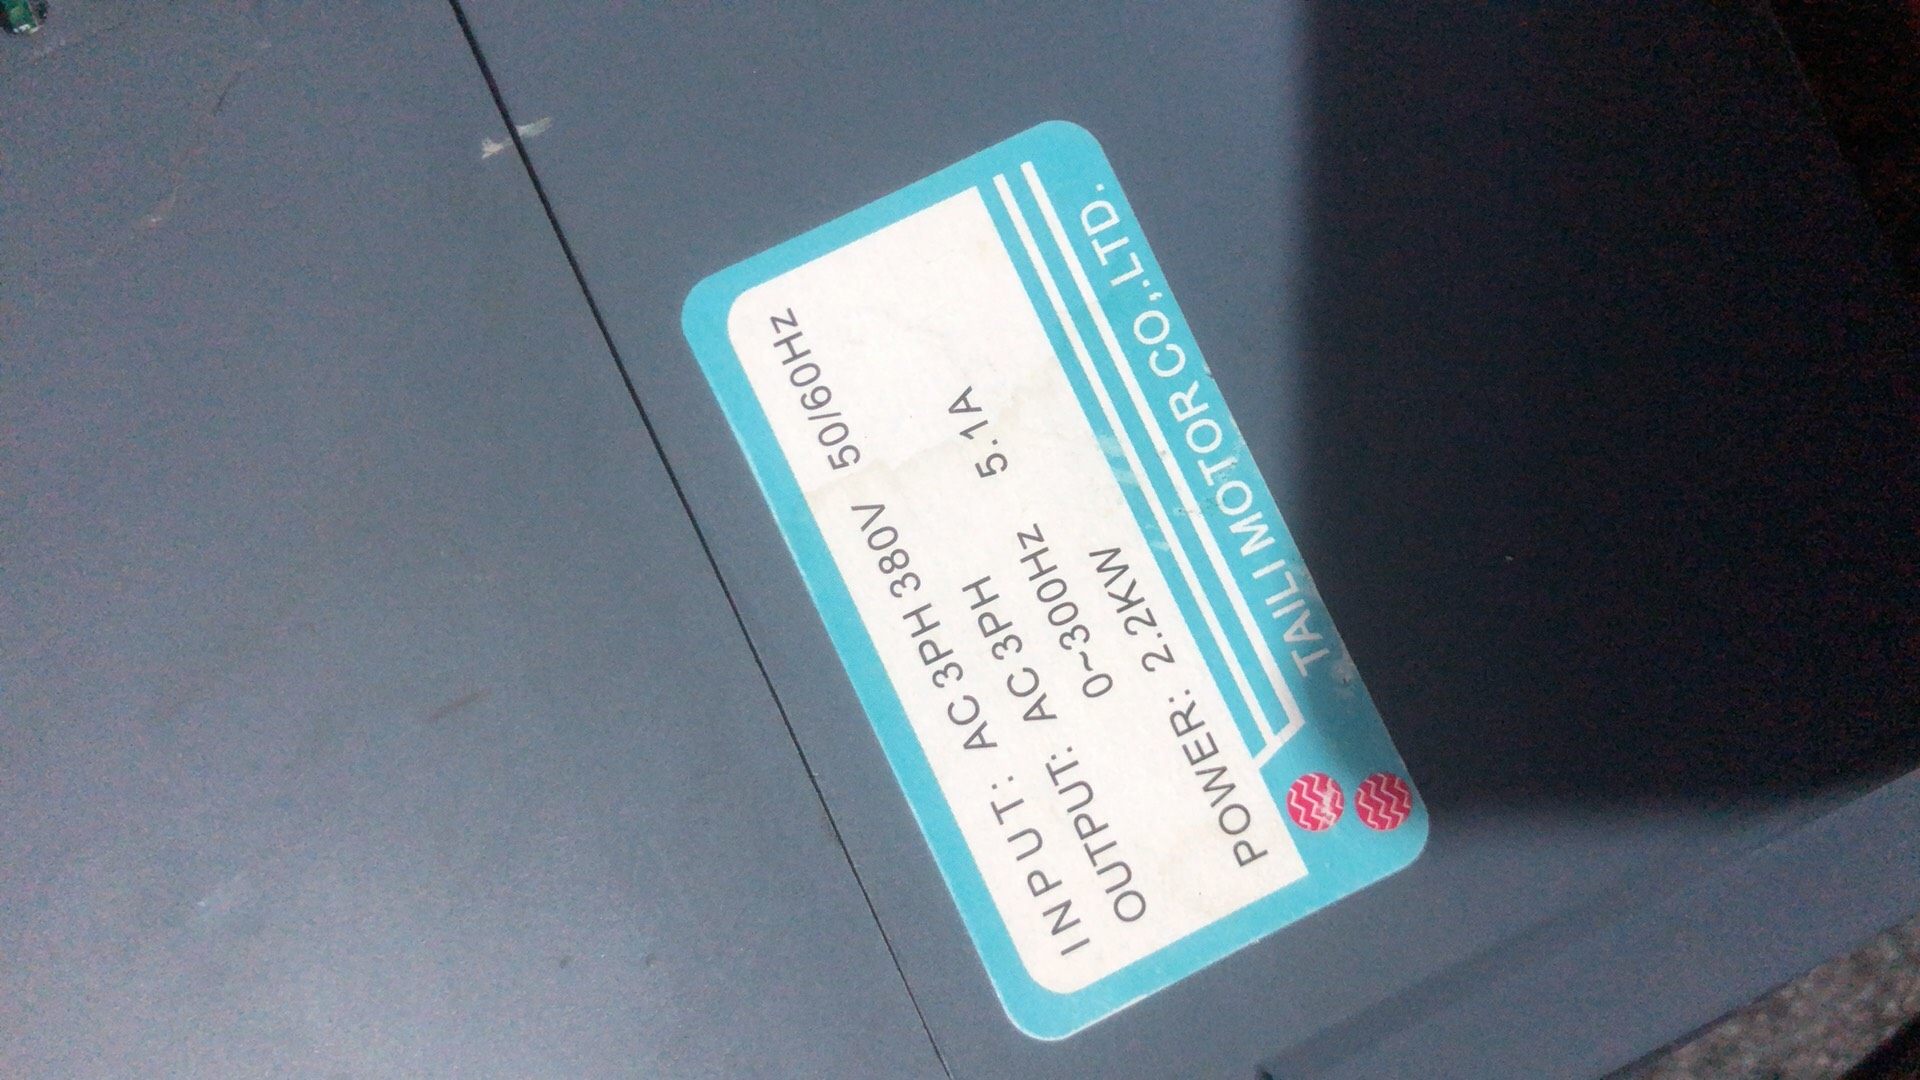 INPUT: AC 3PH 380V 50/60Hz
OUTPUT: AC 3PH 5.1A
0~300Hz
POWER: 2.2KW
TAILI MOTOR CO,.LTD.